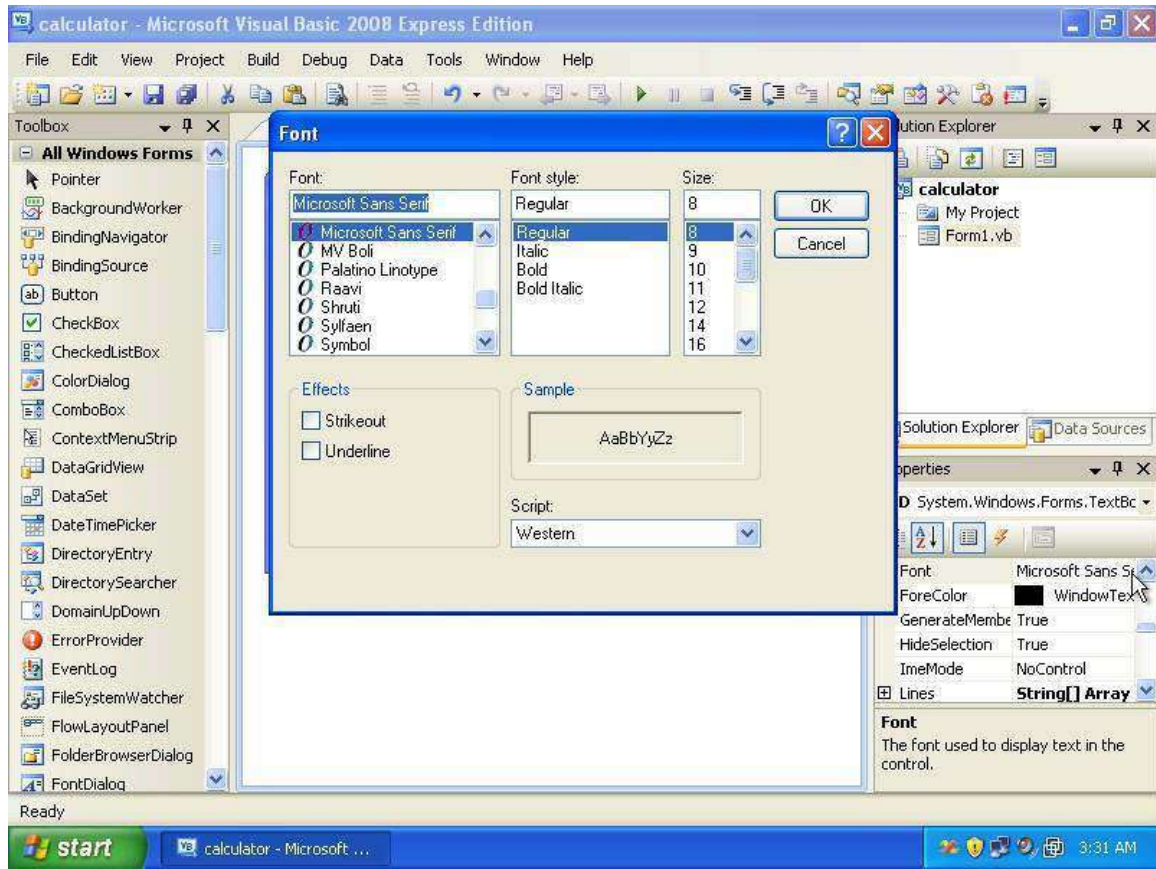 calculator - Microsoft Visual Basic 2008 Express Edition
File Edit View Project Build Debug Data Tools Window Help
Toolbox
All Windows Forms
Pointer
BackgroundWorker
BindingNavigator
BindingSource
Button
CheckBox
CheckedListBox
ColorDialog
ComboBox
ContextMenuStrip
DataGridView
DataSet
DateTimePicker
DirectoryEntry
DirectorySearcher
DomainUpDown
ErrorProvider
EventLog
FileSystemWatcher
FlowLayoutPanel
FolderBrowserDialog
FontDialog
Font
Font: Font style: Size:
Microsoft Sans Serif Regular 8
Microsoft Sans Serif Regular 8
MV Boli Italic 9
Palatino Linotype Bold 10
Raavi Bold Italic 11
Shruti 12
Sylfaen 14
Symbol 16
OK
Cancel
Effects
Strikeout
Underline
Sample
AaBbYyZz
Script:
Western
lution Explorer
calculator
My Project
Form1.vb
Solution Explorer Data Sources
operties
D System.Windows.Forms.TextBc
Font Microsoft Sans Se
ForeColor WindowTex
GenerateMembe True
HideSelection True
ImeMode NoControl
Lines String[] Array
Font
The font used to display text in the
control.
Ready
start calculator - Microsoft ... 3:31 AM